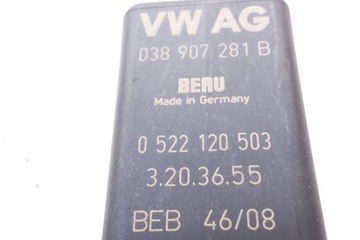 VW AG
038 907 281 B
BERU
Made in Germany
0 522 120 503
3.20.36.55
BEB 46/08